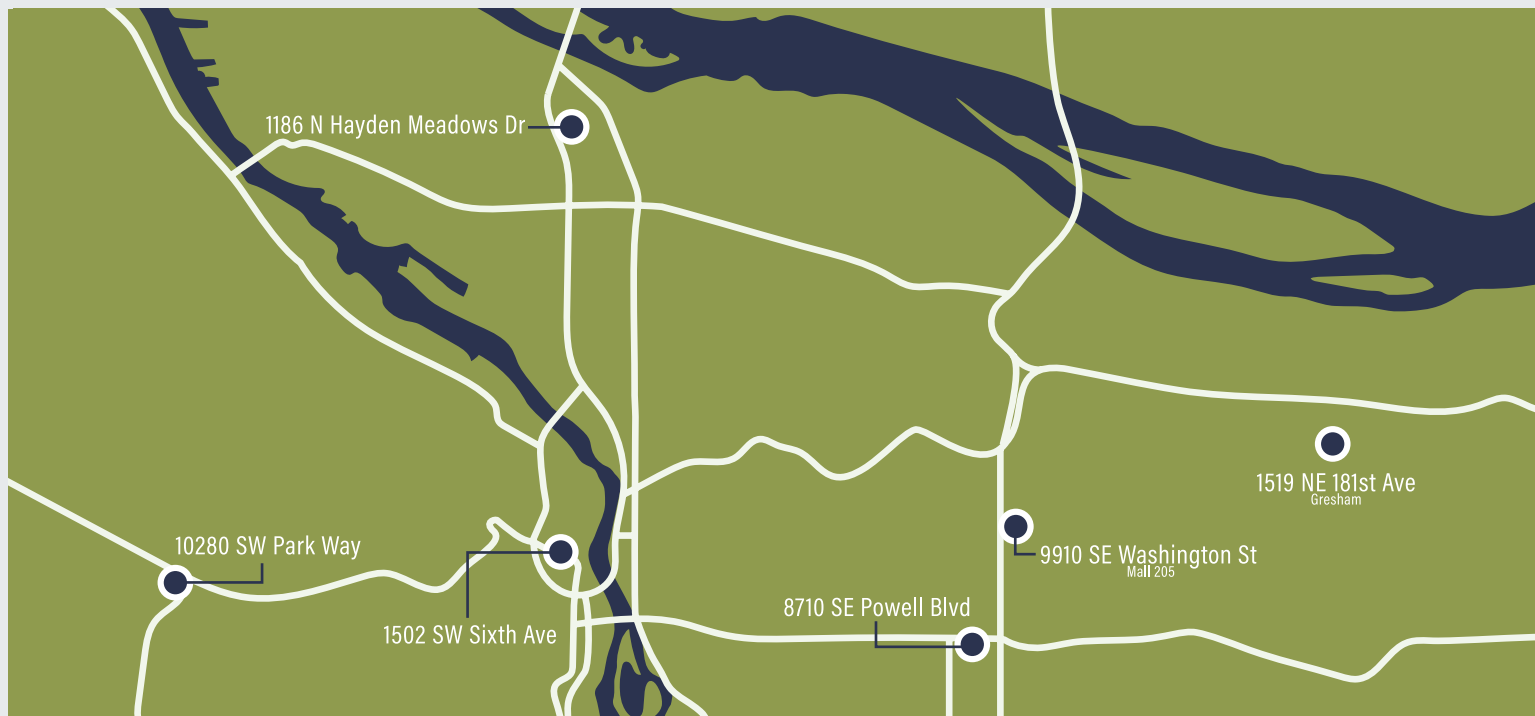 1186 N Hayden Meadows Dr
1519 NE 181st Ave
Gresham
10280 SW Park Way
9910 SE Washington St
Mall 205
8710 SE Powell Blvd
1502 SW Sixth Ave